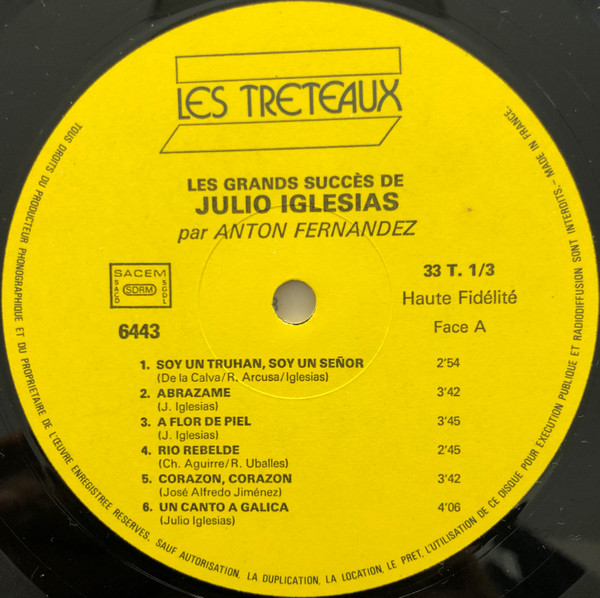 LES TRETEAUX
LES GRANDS SUCCÈS DE
JULIO IGLESIAS
par ANTON FERNANDEZ
SACEM
SACD
SDRM
SGDL
6443
33 T. 1/3
Haute Fidélité
Face A
1. SOY UN TRUHAN, SOY UN SEÑOR 2'54
(De la Calva/R. Arcusa/Iglesias)
2. ABRAZAME 3'42
(J. Iglesias)
3. A FLOR DE PIEL 3'45
(J. Iglesias)
4. RIO REBELDE 2'45
(Ch. Aguirre/R. Uballes)
5. CORAZON, CORAZON 3'42
(José Alfredo Jiménez)
6. UN CANTO A GALICA 4'06
(Julio Iglesias)
TOUS DROITS DU PRODUCTEUR PHONOGRAPHIQUE ET DU PROPRIETAIRE DE L'ŒUVRE ENREGISTREE RESERVES. SAUF AUTORISATION, LA DUPLICATION, LA LOCATION, LE PRET, L'UTILISATION DE CE DISQUE POUR EXECUTION PUBLIQUE ET RADIODIFFUSION SONT INTERDITS.- MADE IN FRANCE.